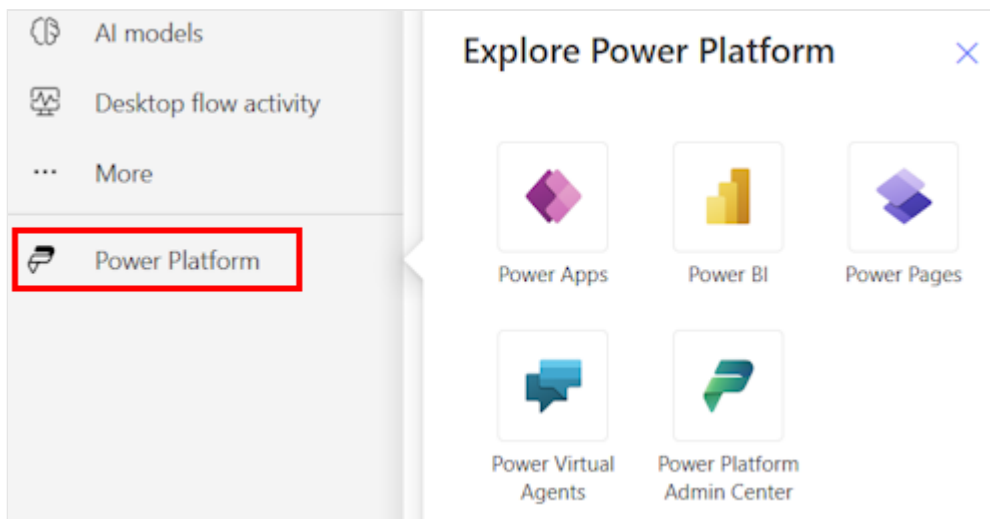 AI models
Desktop flow activity
More
Power Platform
Explore Power Platform
Power Apps
Power BI
Power Pages
Power Virtual
Agents
Power Platform
Admin Center